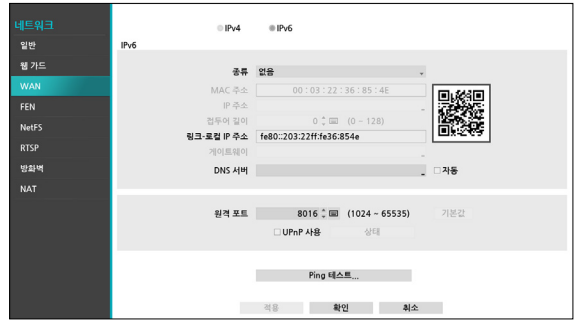 네트워크
일반
웹 가드
WAN
FEN
NetFS
RTSP
방화벽
NAT
IPv4 IPv6
IPv6
종류 없음
MAC 주소 00 : 03 : 22 : 36 : 85 : 4E
IP 주소
접두어 길이 0 (0 ~ 128)
링크-로컬 IP 주소 fe80::203:22ff:fe36:854e
게이트웨이
DNS 서버 자동
원격 포트 8016 (1024 ~ 65535) 기본값
UPnP 사용 상태
Ping 테스트...
적용 확인 취소